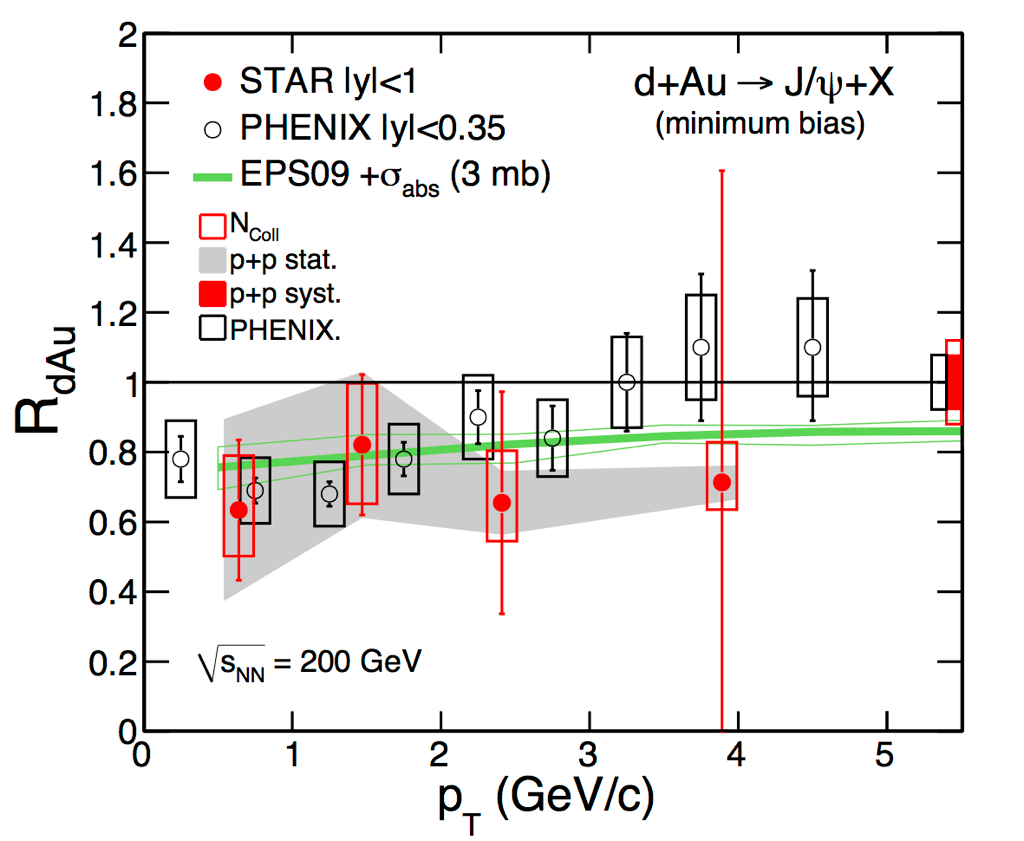 2
1.8
1.6
1.4
1.2
1
0.8
0.6
0.4
0.2
0
R_dAu
STAR |y|<1
PHENIX |y|<0.35
EPS09 +σ_abs (3 mb)
N_Coll
p+p stat.
p+p syst.
PHENIX.
d+Au → J/ψ+X
(minimum bias)
√s_NN = 200 GeV
0 1 2 3 4 5
p_T (GeV/c)